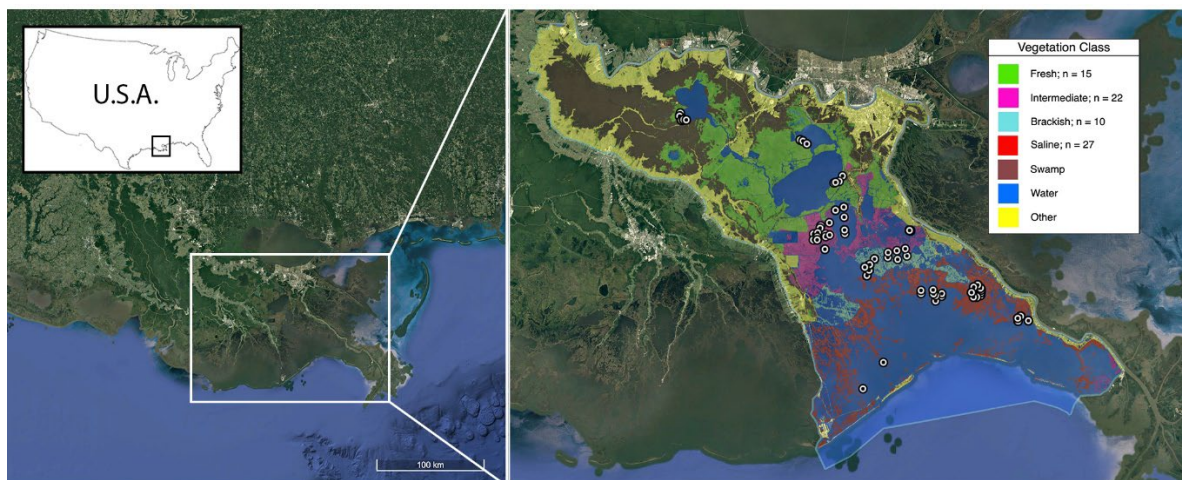 U.S.A.
100 km
Vegetation Class
Fresh; n = 15
Intermediate; n = 22
Brackish; n = 10
Saline; n = 27
Swamp
Water
Other